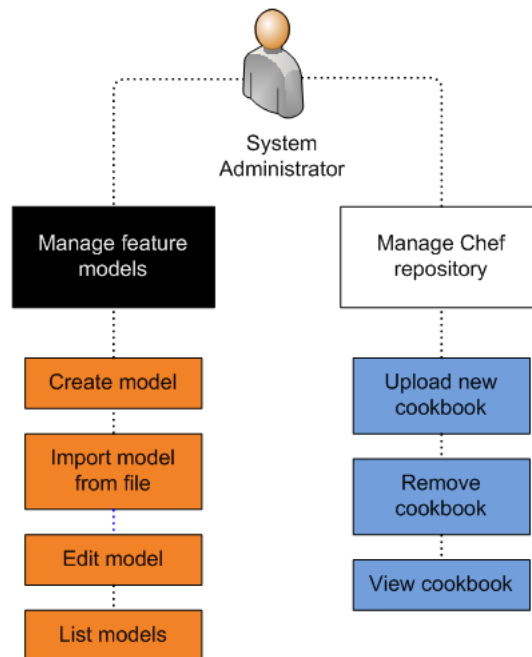 System
Administrator
Manage feature
models
Manage Chef
repository
Create model
Import model
from file
Edit model
List models
Upload new
cookbook
Remove
cookbook
View cookbook